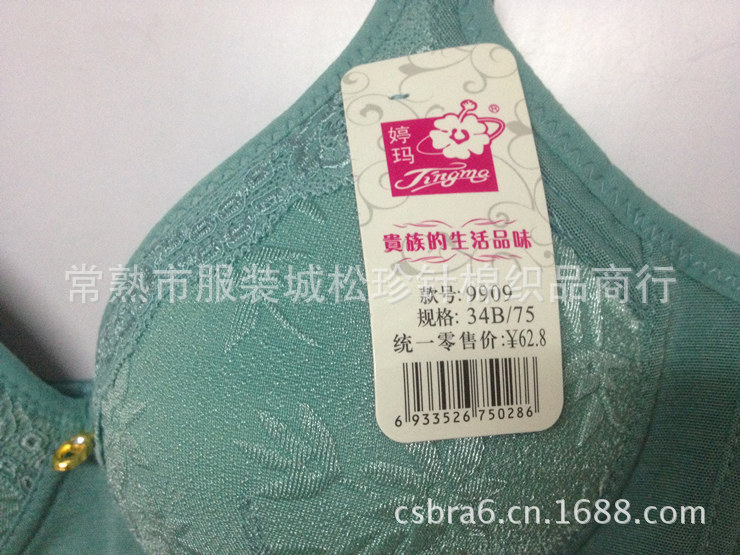 婷玛
®
Jingma
貴族的生活品味
常熟市服装城松珍针棉织品商行
款号:9909
规格:34B/75
统一零售价:¥62.8
6 933526 750286
csbra6.cn.1688.com